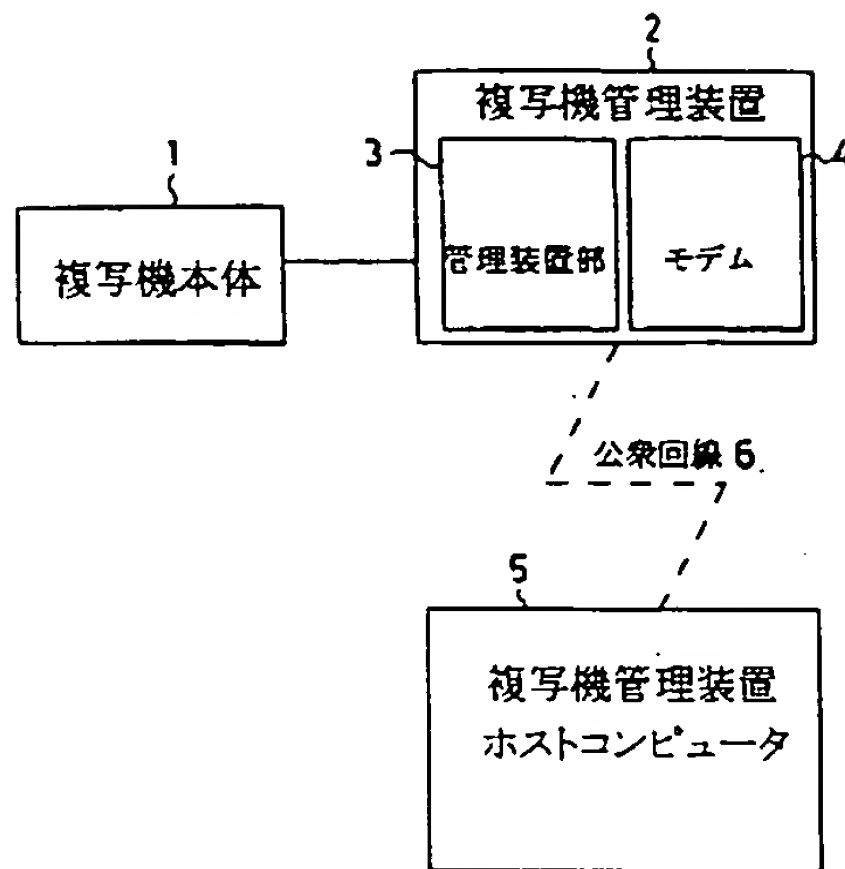 2
複写機管理装置
3
4
1
複写機本体
管理装置部
モデム
公衆回線 6
5
複写機管理装置
ホストコンピュータ